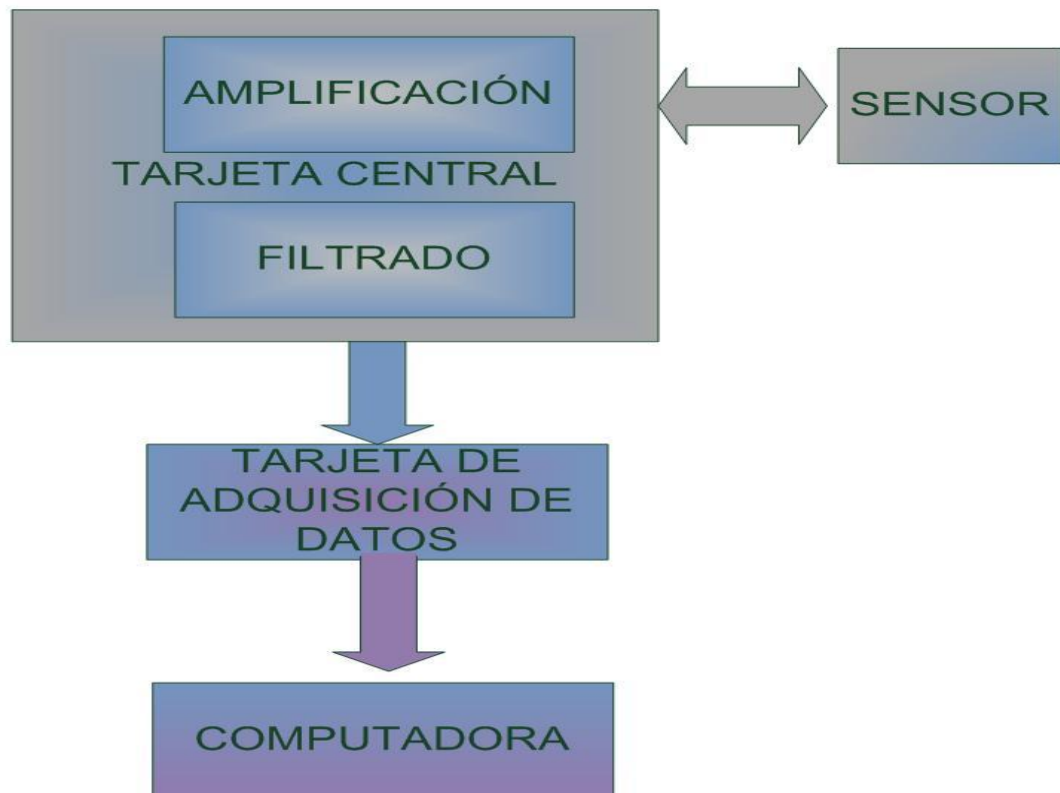 AMPLIFICACIÓN
SENSOR
TARJETA CENTRAL
FILTRADO
TARJETA DE
ADQUISICIÓN DE
DATOS
COMPUTADORA